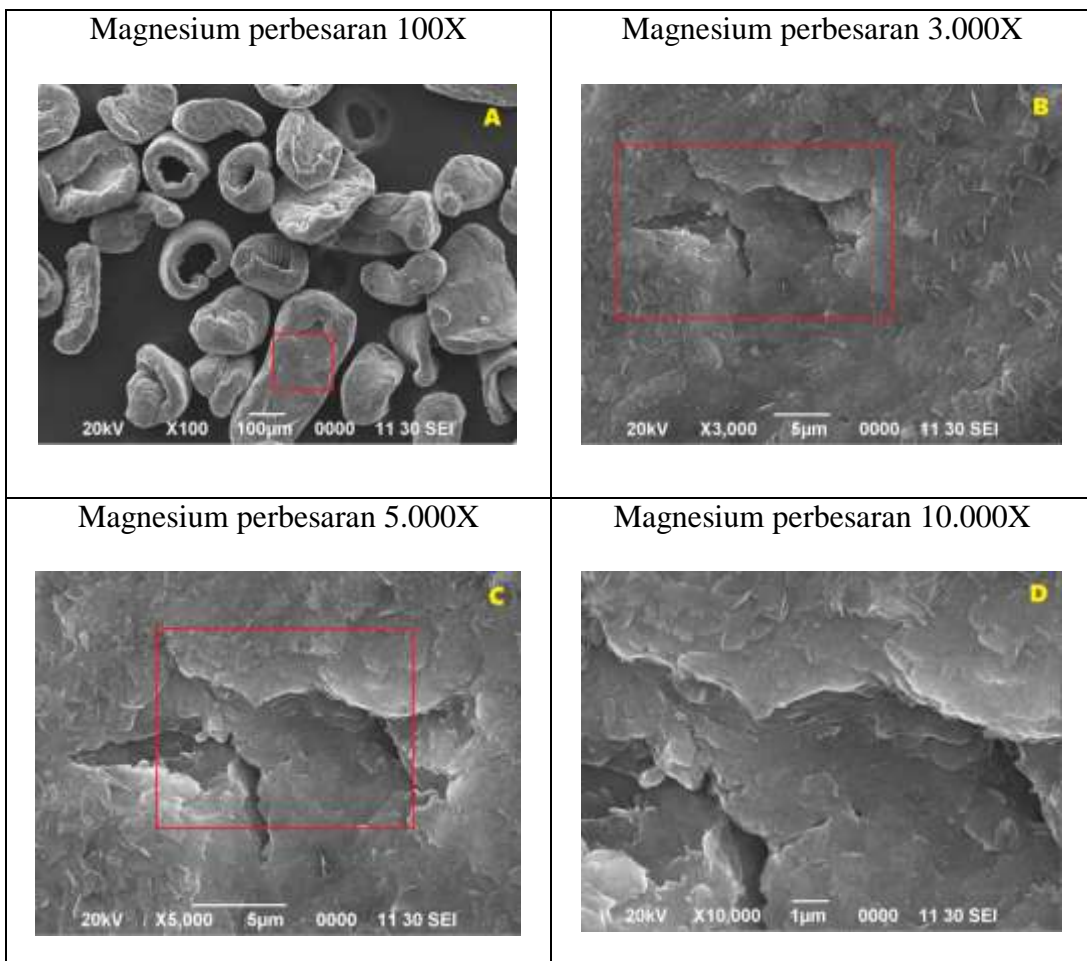 Magnesium perbesaran 100X
Magnesium perbesaran 3.000X
A
20kV X100 100µm 0000 11 30 SEI
B
20kV X3,000 5µm 0000 11 30 SEI
Magnesium perbesaran 5.000X
Magnesium perbesaran 10.000X
C
20kV X5,000 5µm 0000 11 30 SEI
D
20kV X10,000 1µm 0000 11 30 SEI